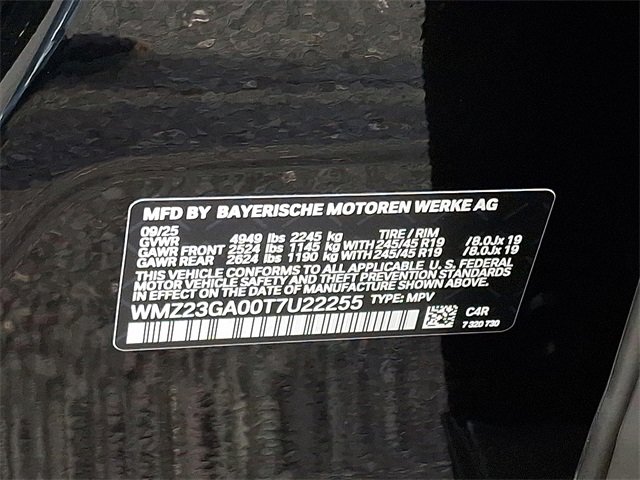 MFD BY BAYERISCHE MOTOREN WERKE AG
09/25 TIRE / RIM
GVWR 4949 lbs 2245 kg
GAWR FRONT 2524 lbs 1145 kg WITH 245/45 R19 /8.0Jx 19
GAWR REAR 2624 lbs 1190 kg WITH 245/45 R19 /8.0Jx 19
THIS VEHICLE CONFORMS TO ALL APPLICABLE U.S. FEDERAL
MOTOR VEHICLE SAFETY AND THEFT PREVENTION STANDARDS
IN EFFECT ON THE DATE OF MANUFACTURE SHOWN ABOVE.
WMZ23GA00T7U22255 TYPE: MPV
C4R
7 320 730